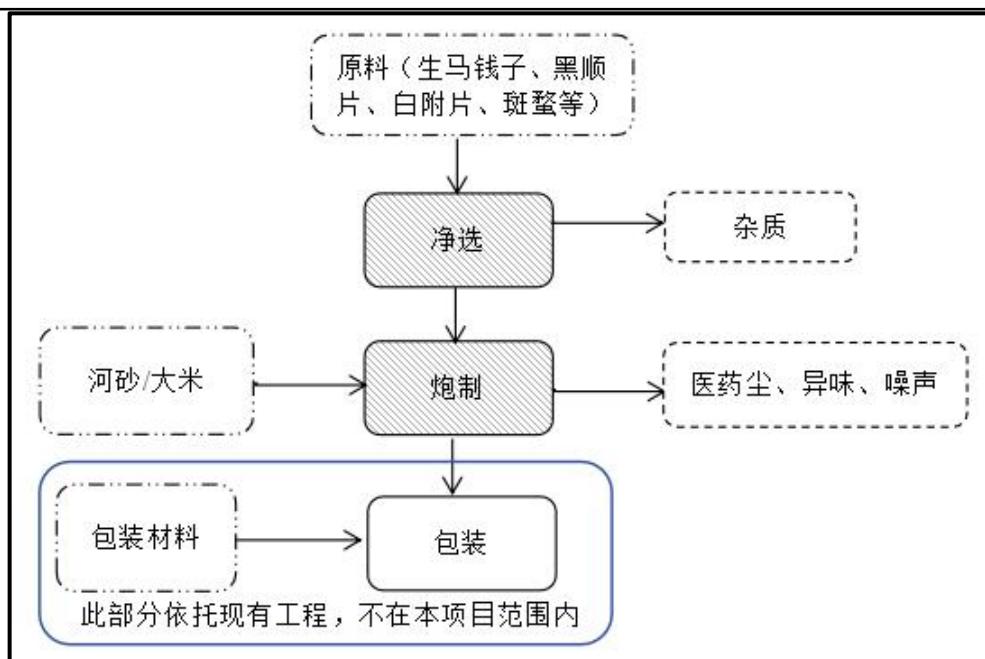 原料（生马钱子、黑顺
片、白附片、斑蝥等）
净选
杂质
河砂/大米
炮制
医药尘、异味、噪声
包装材料
包装
此部分依托现有工程，不在本项目范围内